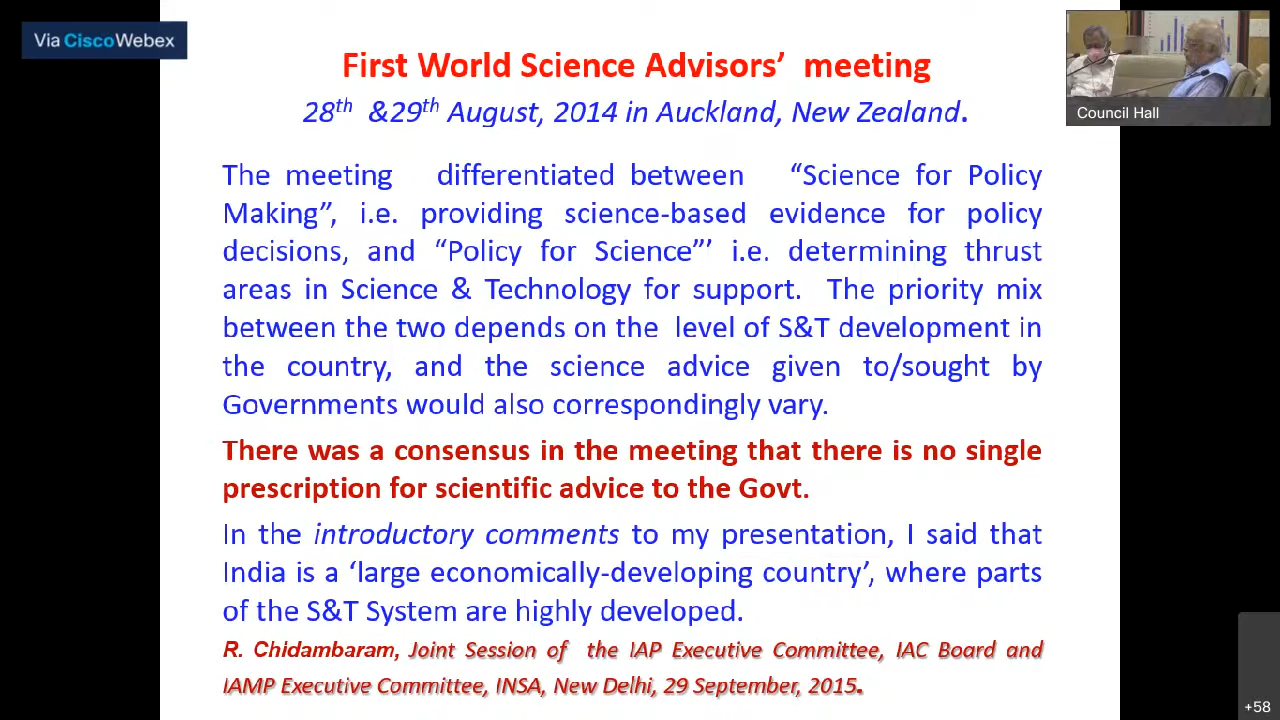 Via CiscoWebex
First World Science Advisors’ meeting
28th &29th August, 2014 in Auckland, New Zealand.
Council Hall
The meeting differentiated between “Science for Policy
Making”, i.e. providing science-based evidence for policy
decisions, and “Policy for Science”’ i.e. determining thrust
areas in Science & Technology for support. The priority mix
between the two depends on the level of S&T development in
the country, and the science advice given to/sought by
Governments would also correspondingly vary.
There was a consensus in the meeting that there is no single
prescription for scientific advice to the Govt.
In the introductory comments to my presentation, I said that
India is a ‘large economically-developing country’, where parts
of the S&T System are highly developed.
R. Chidambaram, Joint Session of the IAP Executive Committee, IAC Board and
IAMP Executive Committee, INSA, New Delhi, 29 September, 2015.
+58